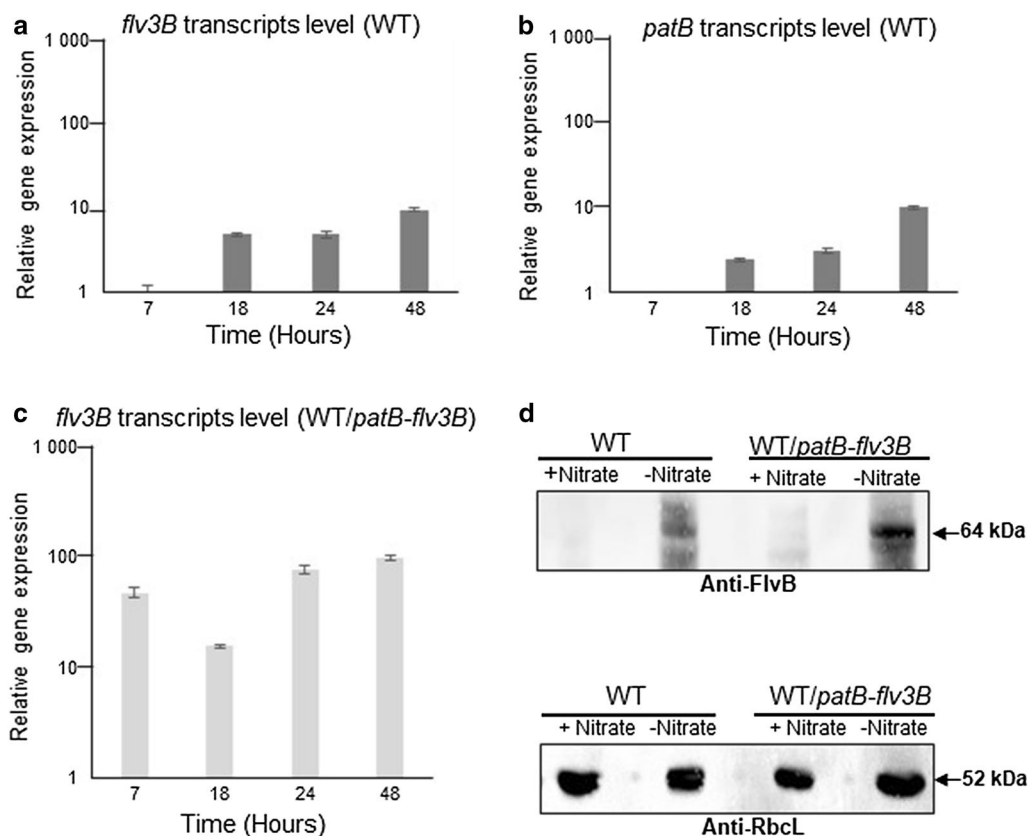 a
flv3B transcripts level (WT)
Relative gene expression
1 000
100
10
1
7 18 24 48
Time (Hours)
b
patB transcripts level (WT)
Relative gene expression
1 000
100
10
1
7 18 24 48
Time (Hours)
c
flv3B transcripts level (WT/patB-flv3B)
Relative gene expression
1 000
100
10
1
7 18 24 48
Time (Hours)
d
WT WT/patB-flv3B
+Nitrate -Nitrate + Nitrate -Nitrate
64 kDa
Anti-FlvB
WT WT/patB-flv3B
+ Nitrate -Nitrate + Nitrate -Nitrate
52 kDa
Anti-RbcL